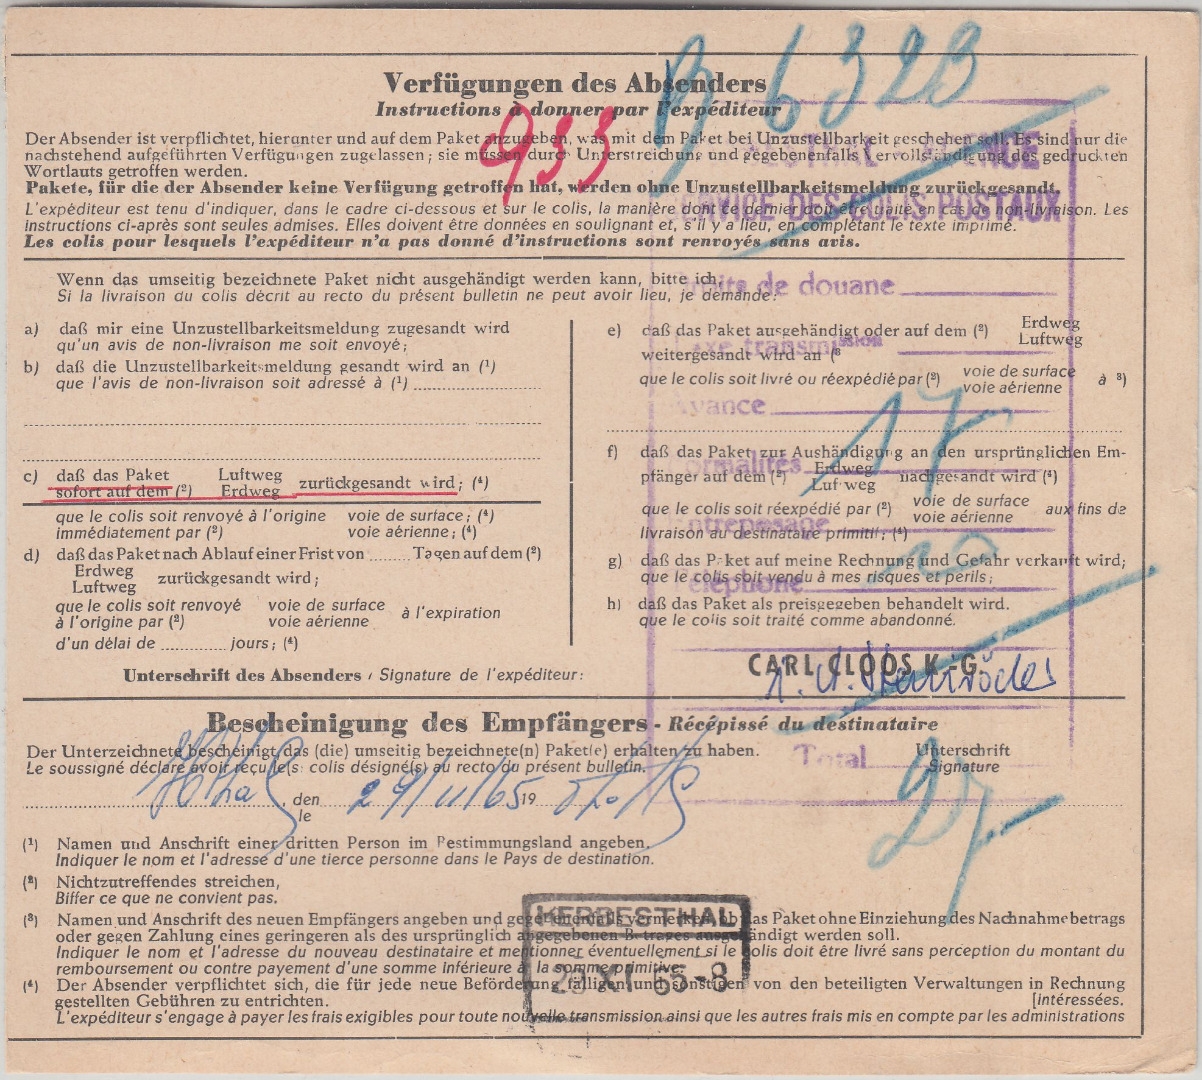 B 6323
Verfügungen des Absenders
Instructions à donner par l'expéditeur
933
Der Absender ist verpflichtet, hierunter und auf dem Paket anzugeben, was mit dem Paket bei Unzustellbarkeit geschehen soll. Es sind nur die
nachstehend aufgeführten Verfügungen zugelassen; sie müssen durch Unterstreichung und gegebenenfalls Vervollständigung des gedruckten
Wortlauts getroffen werden.
Pakete, für die der Absender keine Verfügung getroffen hat, werden ohne Unzustellbarkeitsmeldung zurückgesandt.
SERVICE DES COLIS POSTAUX
L'expéditeur est tenu d'indiquer, dans le cadre ci-dessous et sur le colis, la manière dont ce dernier doit être traité en cas de non-livraison. Les
instructions ci-après sont seules admises. Elles doivent être données en soulignant et, s'il y a lieu, en complétant le texte imprimé.
Les colis pour lesquels l'expéditeur n'a pas donné d'instructions sont renvoyés sans avis.
Wenn das umseitig bezeichnete Paket nicht ausgehändigt werden kann, bitte ich
Si la livraison du colis décrit au recto du présent bulletin ne peut avoir lieu, je demande:
Droits de douane
a) daß mir eine Unzustellbarkeitsmeldung zugesandt wird
qu'un avis de non-livraison me soit envoyé;
b) daß die Unzustellbarkeitsmeldung gesandt wird an (¹)
que l'avis de non-livraison soit adressé à (¹)
c) daß das Paket Luftweg
sofort auf dem (²) Erdweg zurückgesandt wird; (⁴)
que le colis soit renvoyé à l'origine voie de surface; (⁴)
immédiatement par (²) voie aérienne; (⁴)
d) daß das Paket nach Ablauf einer Frist von Tagen auf dem (²)
Erdweg
Luftweg zurückgesandt wird;
que le colis soit renvoyé voie de surface
à l'origine par (²) voie aérienne à l'expiration
d'un délai de jours; (⁴)
e) daß das Paket ausgehändigt oder auf dem (²) Erdweg
Luftweg
weitergesandt wird an (³
Taxe transmission
que le colis soit livré ou réexpédié par (²) voie de surface
voie aérienne à ³)
Avance
17
f) daß das Paket zur Aushändigung an den ursprünglichen Em-
pfänger auf dem (²) Erdweg
Luftweg nachgesandt wird (⁴)
Formalités
que le colis soit réexpédié par (²) voie de surface
voie aérienne aux fins de
Entreposage
livraison au destinataire primitif; (⁴)
g) daß das Paket auf meine Rechnung und Gefahr verkauft wird;
que le colis soit vendu à mes risques et perils;
Téléphone
10
h) daß das Paket als preisgegeben behandelt wird.
que le colis soit traité comme abandonné.
Unterschrift des Absenders / Signature de l'expéditeur:
CARL CLOOS K.-G.
Bescheinigung des Empfängers - Récépissé du destinataire
Der Unterzeichnete bescheinigt, das (die) umseitig bezeichnete(n) Paket(e) erhalten zu haben.
Le soussigné déclare avoir reçu le(s) colis désigné(s) au recto du présent bulletin.
Total
Unterschrift
Signature
den
le 19
27
(¹) Namen und Anschrift einer dritten Person im Bestimmungsland angeben.
Indiquer le nom et l'adresse d'une tierce personne dans le Pays de destination.
(²) Nichtzutreffendes streichen,
Biffer ce que ne convient pas.
HERBESTHAL
(³) Namen und Anschrift des neuen Empfängers angeben und gegebenenfalls vermerken, ob das Paket ohne Einziehung des Nachnahmebetrags
oder gegen Zahlung eines geringeren als des ursprünglich angegebenen Betrages ausgehändigt werden soll.
Indiquer le nom et l'adresse du nouveau destinataire et mentionner éventuellement si le colis doit être livré sans perception du montant du
remboursement ou contre payement d'une somme inférieure à la somme primitive.
XI 65-8
(⁴) Der Absender verpflichtet sich, die für jede neue Beförderung fälligen und sonstigen von den beteiligten Verwaltungen in Rechnung
gestellten Gebühren zu entrichten.
[intéressées.
L'expéditeur s'engage à payer les frais exigibles pour toute nouvelle transmission ainsi que les autres frais mis en compte par les administrations